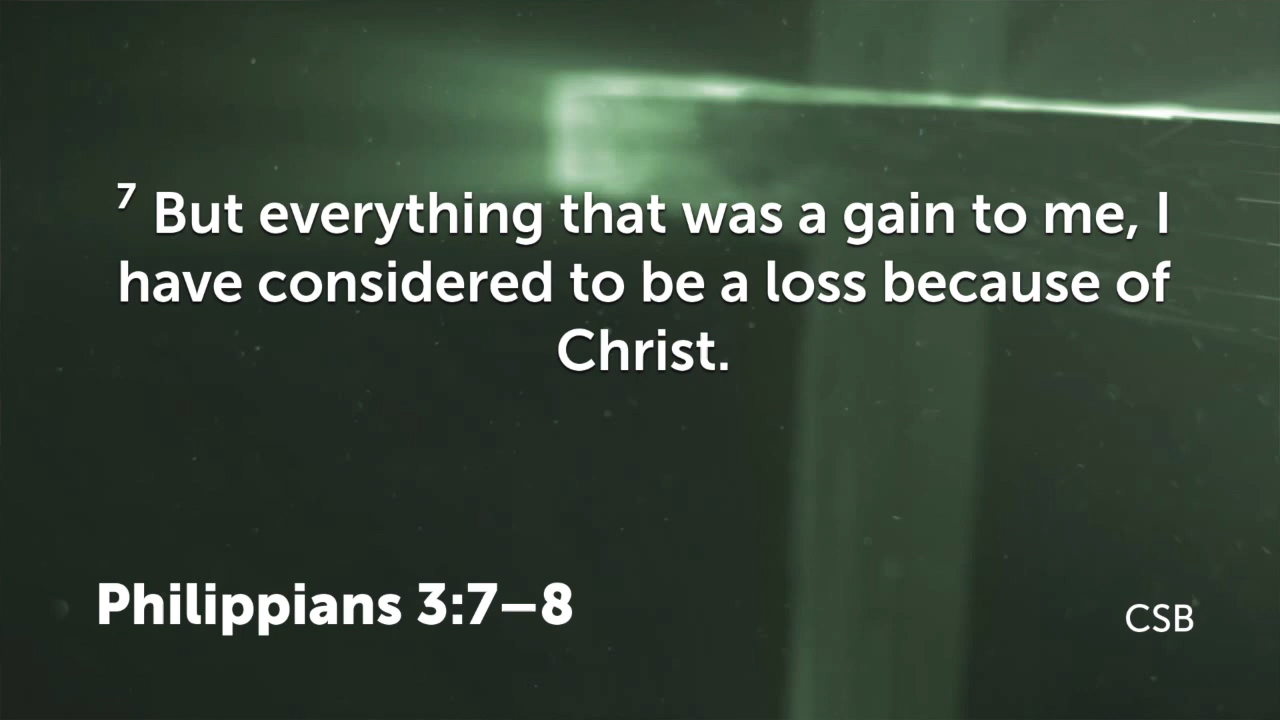 ⁷ But everything that was a gain to me, I
have considered to be a loss because of
Christ.
Philippians 3:7–8
CSB